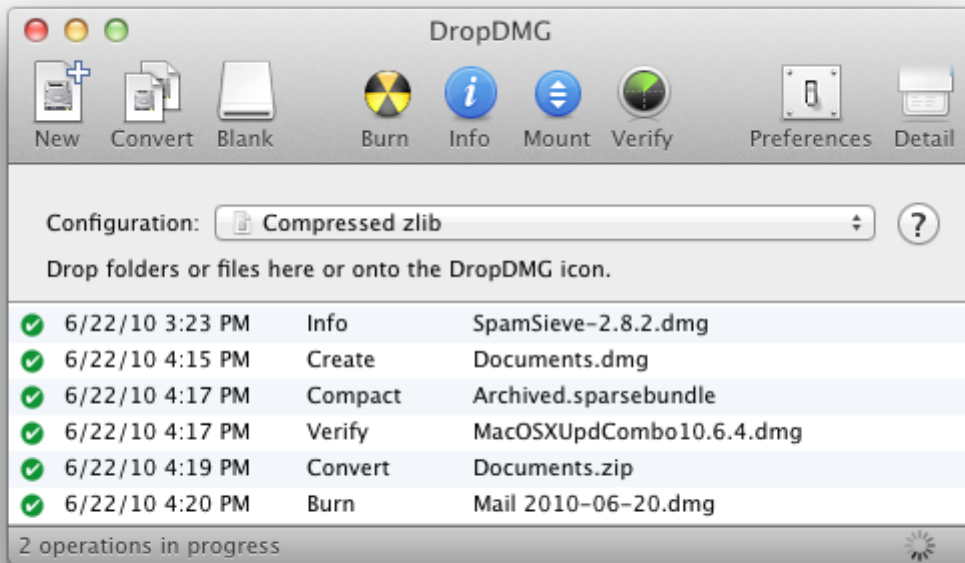 DropDMG
New Convert Blank Burn Info Mount Verify Preferences Detail
Configuration: Compressed zlib ?
Drop folders or files here or onto the DropDMG icon.
6/22/10 3:23 PM Info SpamSieve-2.8.2.dmg
6/22/10 4:15 PM Create Documents.dmg
6/22/10 4:17 PM Compact Archived.sparsebundle
6/22/10 4:17 PM Verify MacOSXUpdCombo10.6.4.dmg
6/22/10 4:19 PM Convert Documents.zip
6/22/10 4:20 PM Burn Mail 2010-06-20.dmg
2 operations in progress